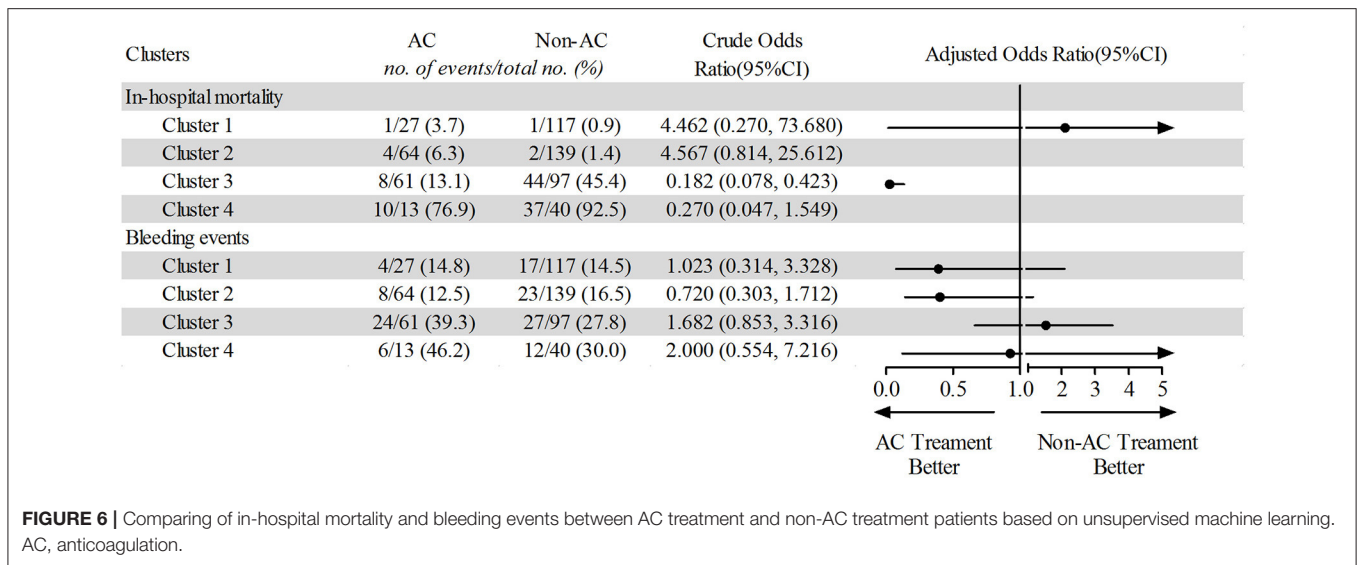 Clusters AC Non-AC Crude Odds Adjusted Odds Ratio(95%CI)
no. of events/total no. (%) Ratio(95%CI)
In-hospital mortality
Cluster 1 1/27 (3.7) 1/117 (0.9) 4.462 (0.270, 73.680)
Cluster 2 4/64 (6.3) 2/139 (1.4) 4.567 (0.814, 25.612)
Cluster 3 8/61 (13.1) 44/97 (45.4) 0.182 (0.078, 0.423)
Cluster 4 10/13 (76.9) 37/40 (92.5) 0.270 (0.047, 1.549)
Bleeding events
Cluster 1 4/27 (14.8) 17/117 (14.5) 1.023 (0.314, 3.328)
Cluster 2 8/64 (12.5) 23/139 (16.5) 0.720 (0.303, 1.712)
Cluster 3 24/61 (39.3) 27/97 (27.8) 1.682 (0.853, 3.316)
Cluster 4 6/13 (46.2) 12/40 (30.0) 2.000 (0.554, 7.216)
0.0 0.5 1.0 2 3 4 5
AC Treament Non-AC Treament
Better Better
FIGURE 6 | Comparing of in-hospital mortality and bleeding events between AC treatment and non-AC treatment patients based on unsupervised machine learning.
AC, anticoagulation.